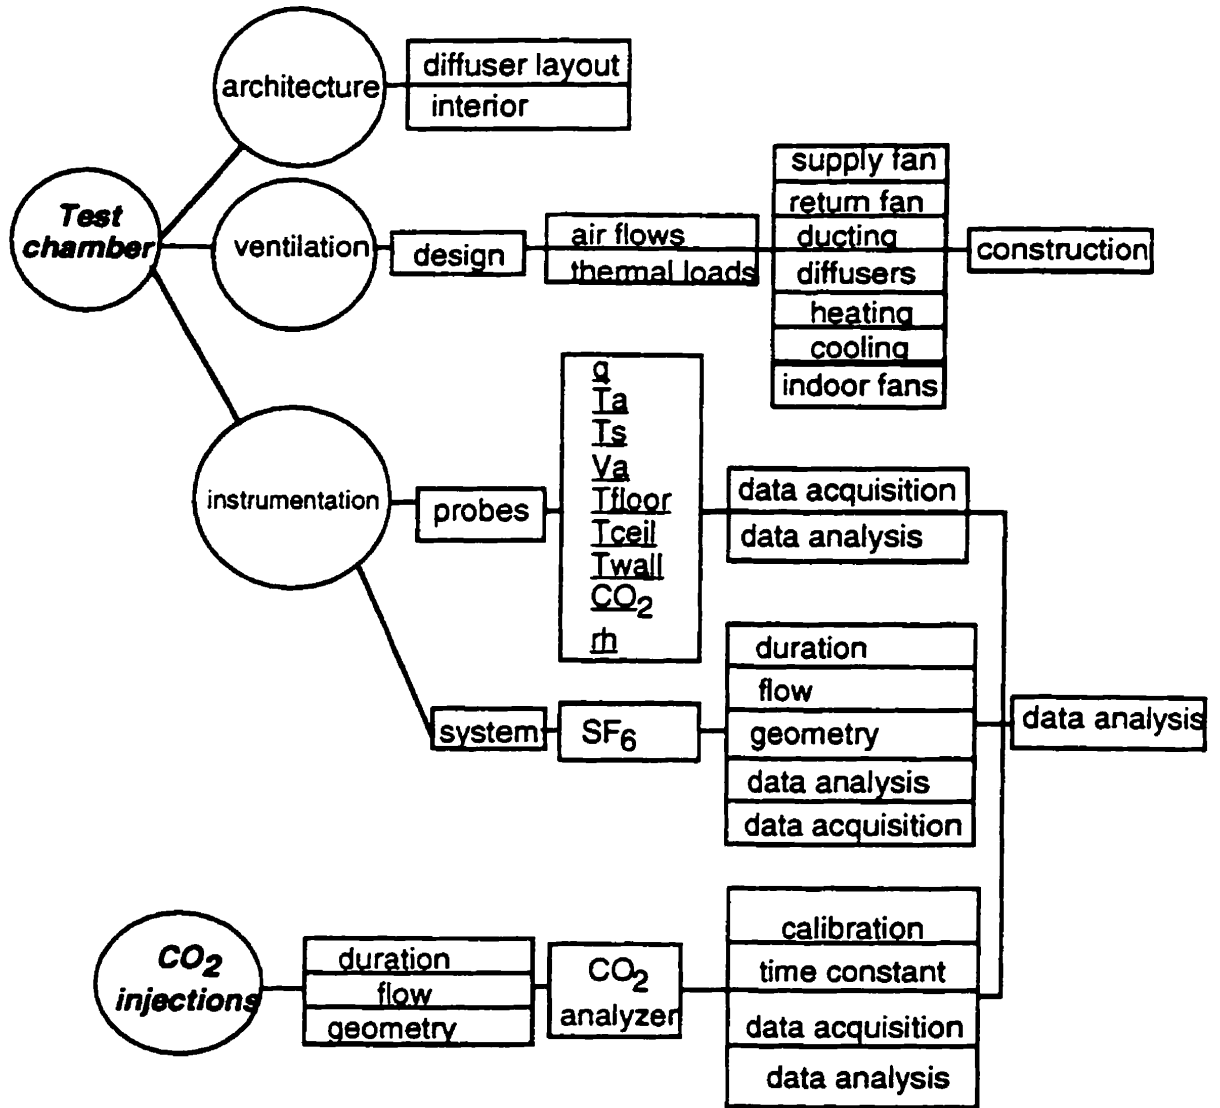 architecture
diffuser layout
interior
Test
chamber
ventilation
design
air flows
thermal loads
supply fan
return fan
ducting
diffusers
heating
cooling
indoor fans
construction
instrumentation
probes
q
Ta
Ts
Va
Tfloor
Tceil
Twall
CO2
rh
data acquisition
data analysis
system
SF6
duration
flow
geometry
data analysis
data acquisition
data analysis
CO2
injections
duration
flow
geometry
CO2
analyzer
calibration
time constant
data acquisition
data analysis